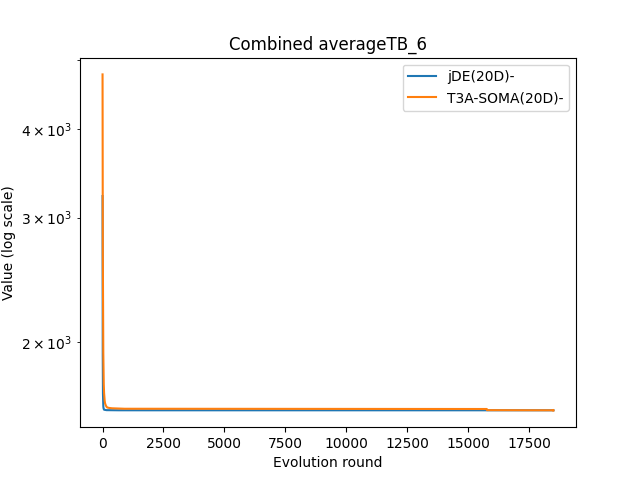 Combined averageTB_6
jDE(20D)-
T3A-SOMA(20D)-
4 × 10³
3 × 10³
2 × 10³
Value (log scale)
0 2500 5000 7500 10000 12500 15000 17500
Evolution round